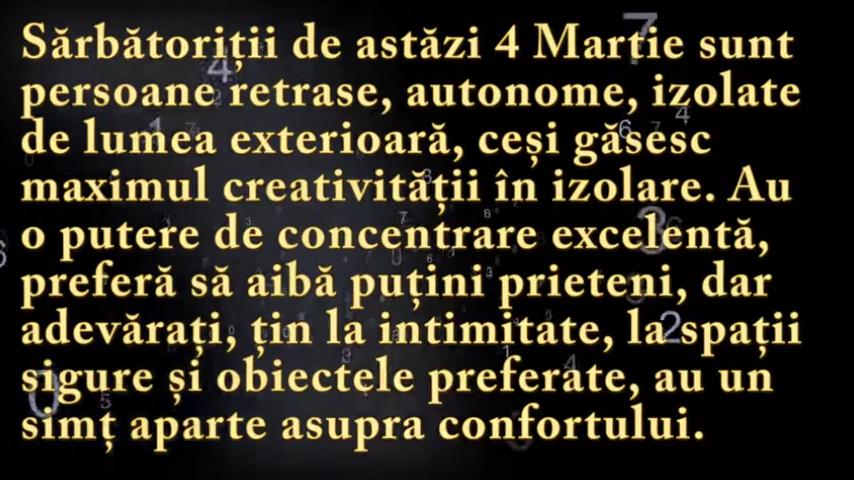 Sărbătoriții de astăzi 4 Martie sunt
persoane retrase, autonome, izolate
de lumea exterioară, ceși găsesc
maximul creativității în izolare. Au
o putere de concentrare excelentă,
preferă să aibă puțini prieteni, dar
adevărați, țin la intimitate, la spații
sigure și obiectele preferate, au un
simț aparte asupra confortului.